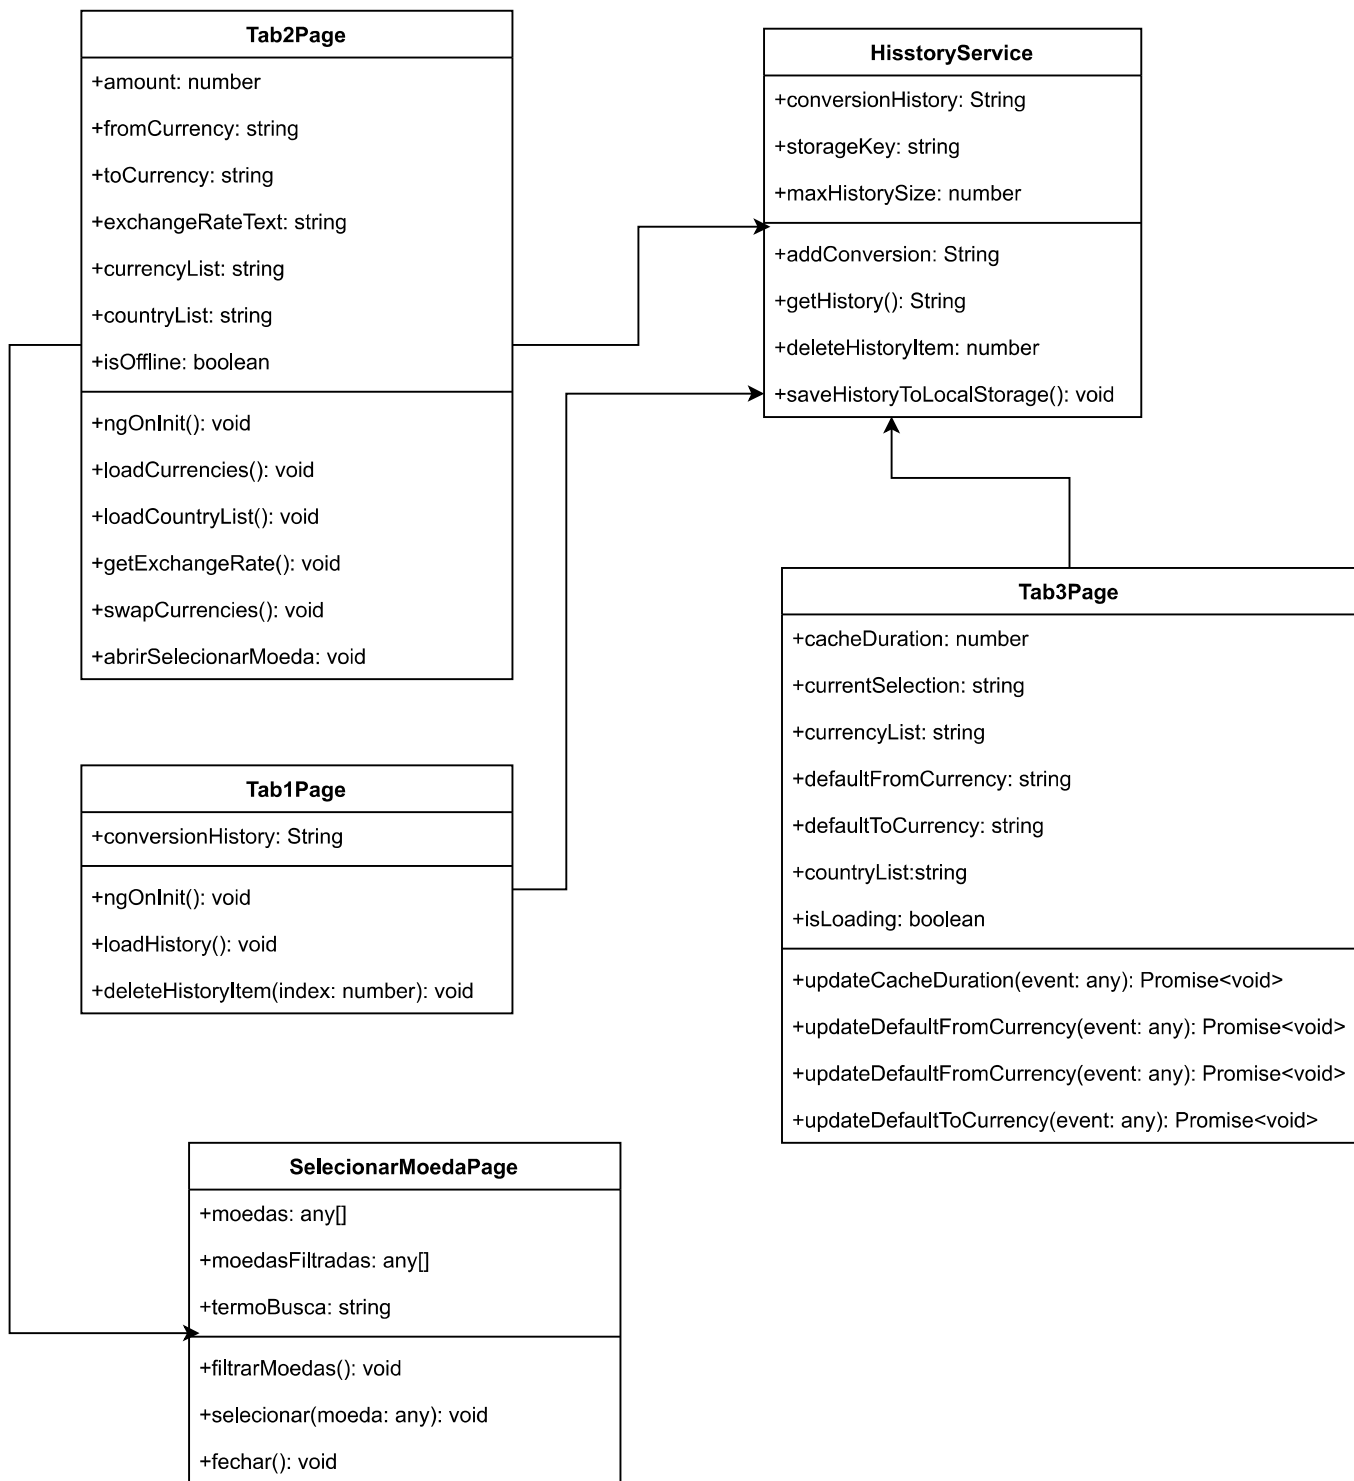 Tab2Page
+amount: number
+fromCurrency: string
+toCurrency: string
+exchangeRateText: string
+currencyList: string
+countryList: string
+isOffline: boolean
+ngOnInit(): void
+loadCurrencies(): void
+loadCountryList(): void
+getExchangeRate(): void
+swapCurrencies(): void
+abrirSelecionarMoeda: void
HisstoryService
+conversionHistory: String
+storageKey: string
+maxHistorySize: number
+addConversion: String
+getHistory(): String
+deleteHistoryItem: number
+saveHistoryToLocalStorage(): void
Tab1Page
+conversionHistory: String
+ngOnInit(): void
+loadHistory(): void
+deleteHistoryItem(index: number): void
Tab3Page
+cacheDuration: number
+currentSelection: string
+currencyList: string
+defaultFromCurrency: string
+defaultToCurrency: string
+countryList:string
+isLoading: boolean
+updateCacheDuration(event: any): Promise<void>
+updateDefaultFromCurrency(event: any): Promise<void>
+updateDefaultFromCurrency(event: any): Promise<void>
+updateDefaultToCurrency(event: any): Promise<void>
SelecionarMoedaPage
+moedas: any[]
+moedasFiltradas: any[]
+termoBusca: string
+filtrarMoedas(): void
+selecionar(moeda: any): void
+fechar(): void